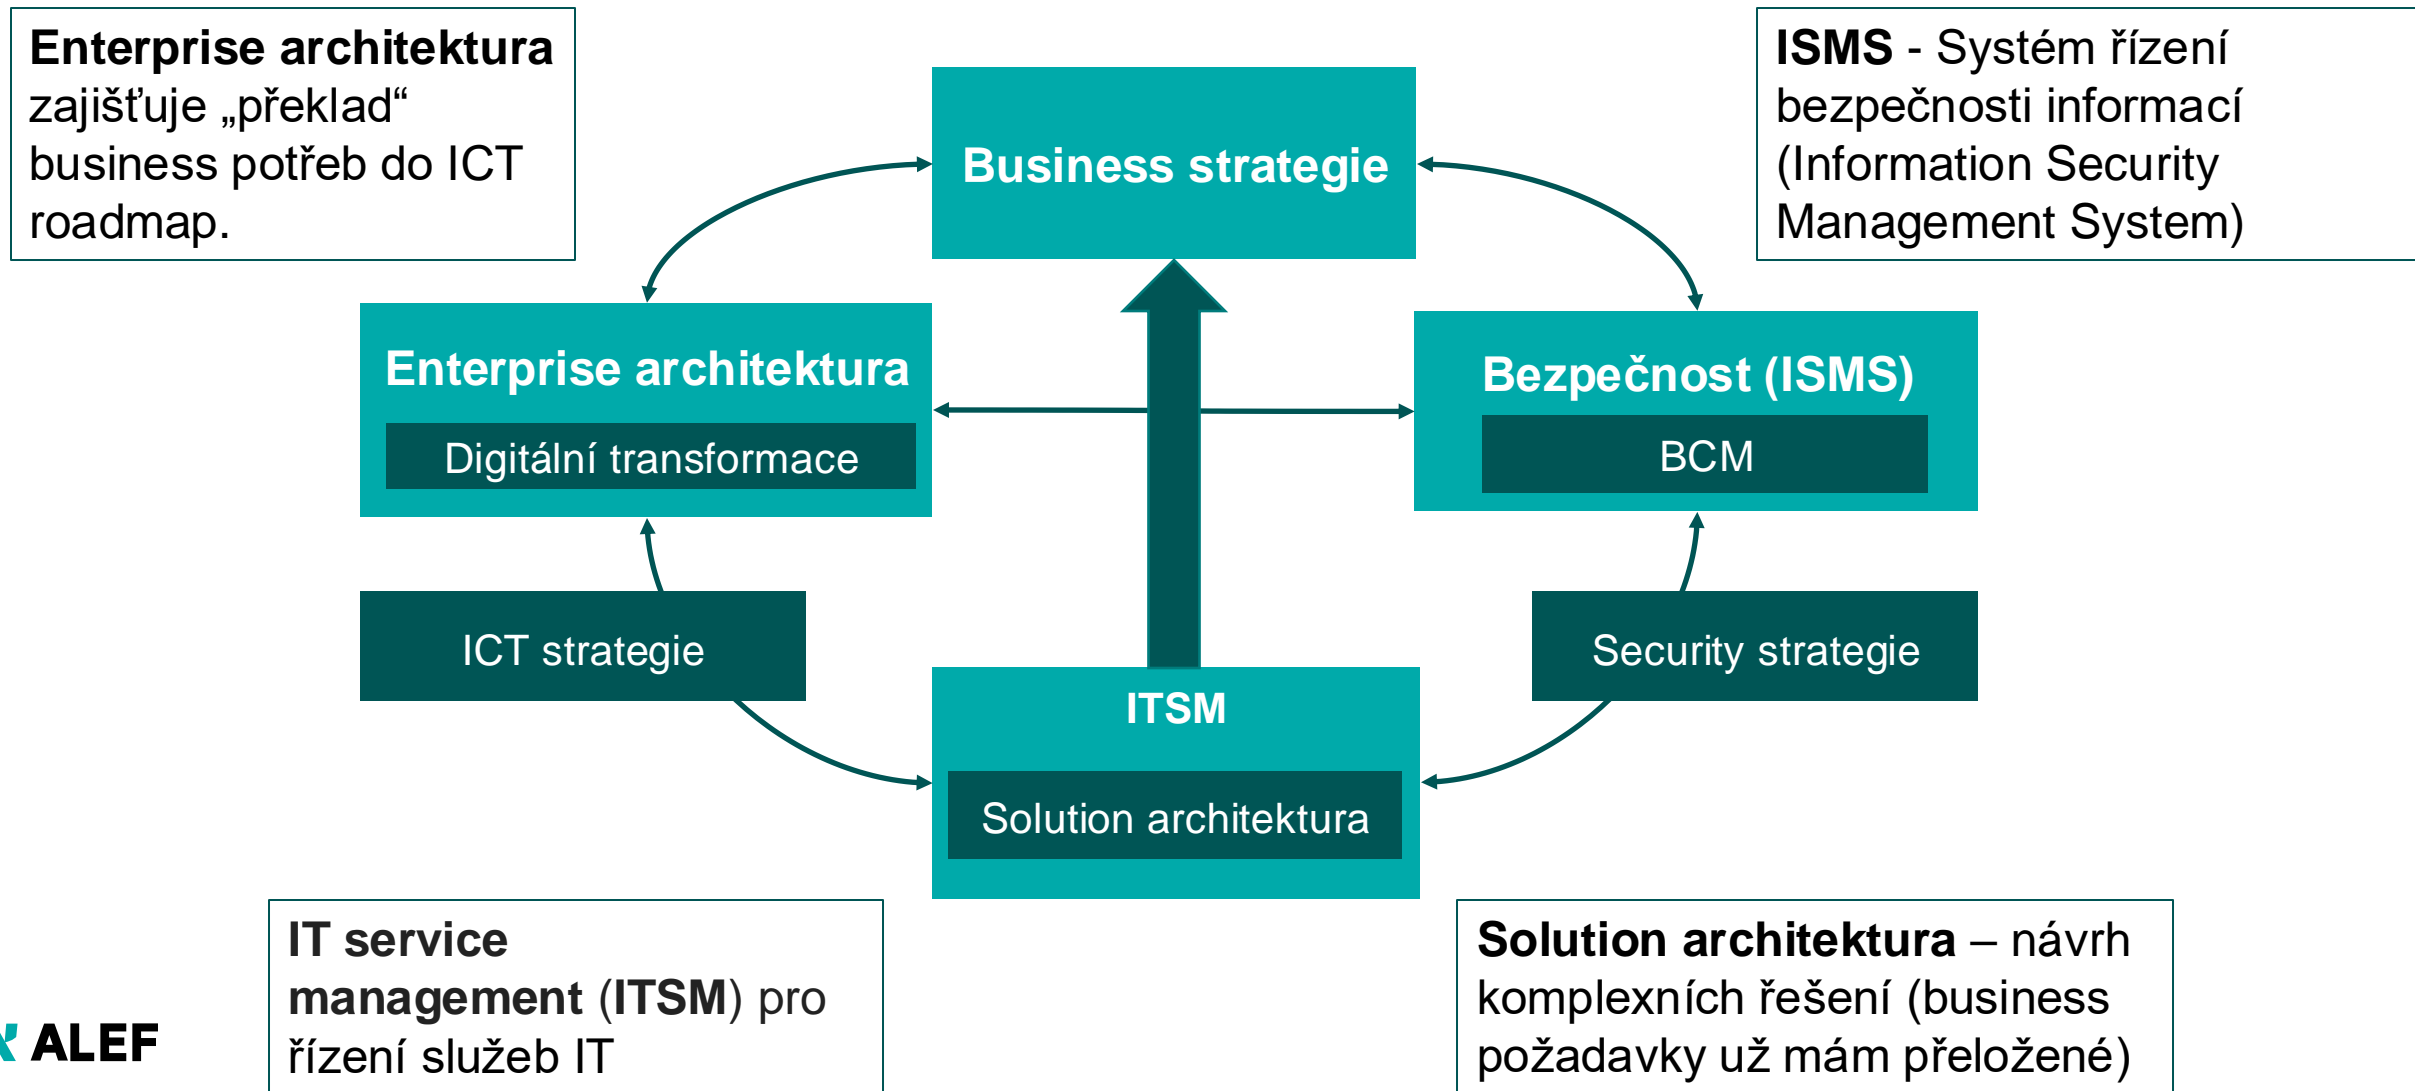 Enterprise architektura
zajišťuje „překlad“
business potřeb do ICT
roadmap.
ISMS - Systém řízení
bezpečnosti informací
(Information Security
Management System)
Business strategie
Enterprise architektura
Digitální transformace
Bezpečnost (ISMS)
BCM
ICT strategie
Security strategie
ITSM
Solution architektura
IT service
management (ITSM) pro
řízení služeb IT
Solution architektura – návrh
komplexních řešení (business
požadavky už mám přeložené)
ALEF